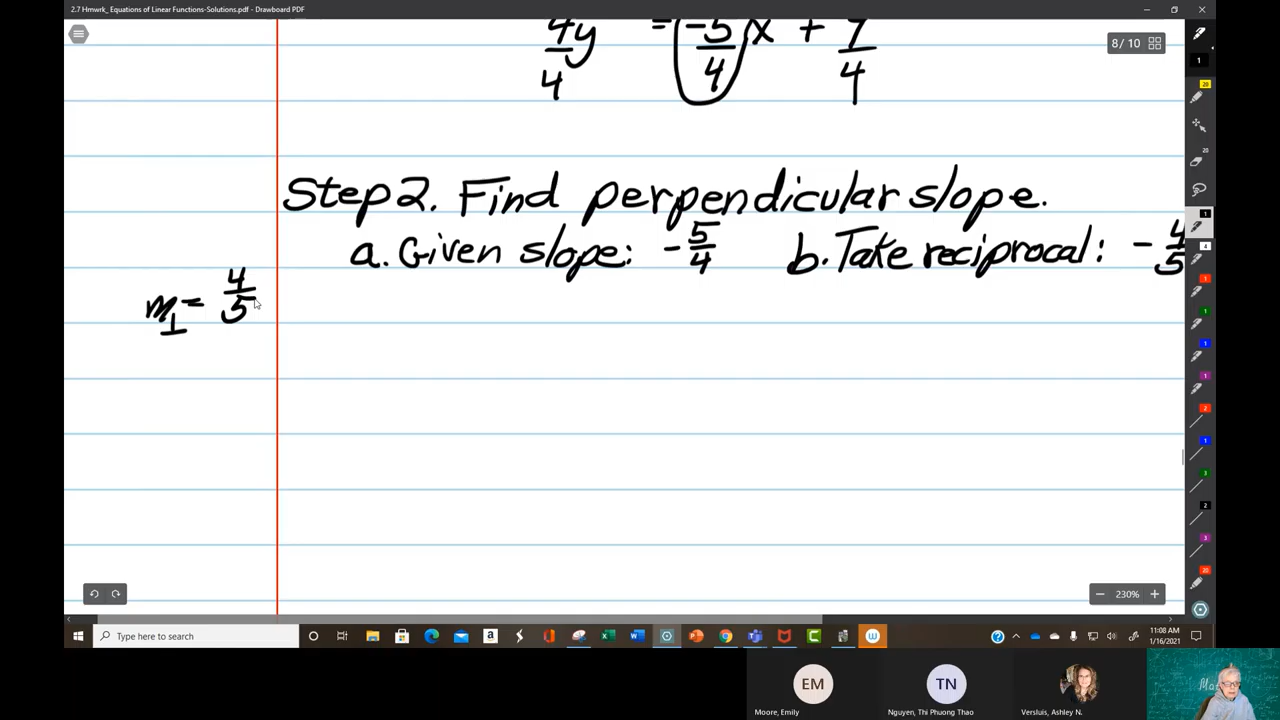 2.7 Hmwrk_ Equations of Linear Functions-Solutions.pdf - Drawboard PDF
8 / 10
4y/4 = -5/4 x + 7/4
Step 2. Find perpendicular slope.
a. Given slope: -5/4 b. Take reciprocal: -4/5
m⊥ = 4/5
230%
Type here to search
11:08 AM
1/16/2021
EM
TN
Moore, Emily
Nguyen, Thi Phuong Thao
Versluis, Ashley N.